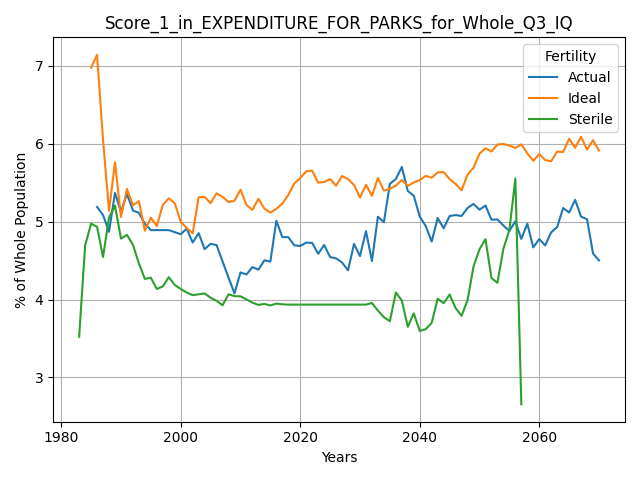 Score_1_in_EXPENDITURE_FOR_PARKS_for_Whole_Q3_IQ
% of Whole Population
7
6
5
4
3
Fertility
Actual
Ideal
Sterile
1980 2000 2020 2040 2060
Years